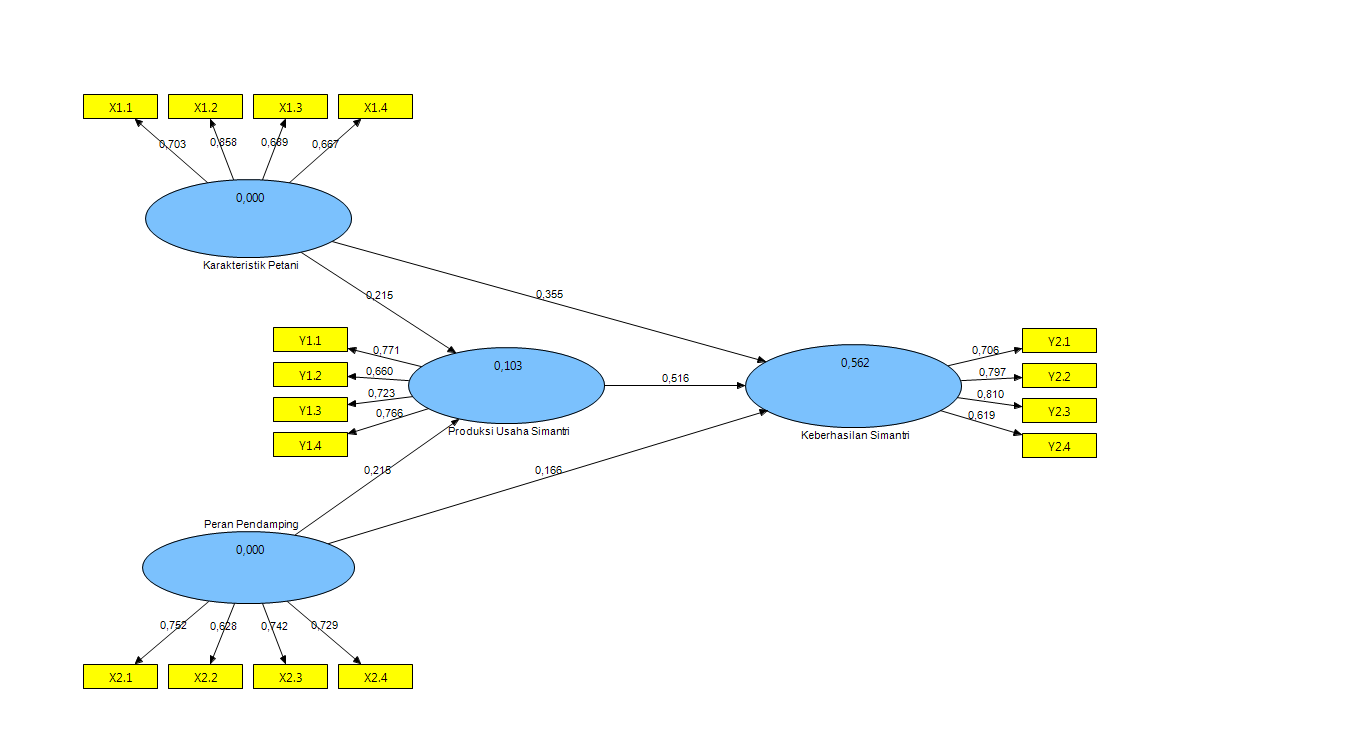 X1.1 X1.2 X1.3 X1.4
0,703 0,858 0,689 0,667
0,000
Karakteristik Petani
0,215
0,355
Y1.1
Y1.2
Y1.3
Y1.4
0,771
0,660
0,723
0,766
0,103
Produksi Usaha Simantri
0,516
0,562
Keberhasilan Simantri
0,706
0,797
0,810
0,619
Y2.1
Y2.2
Y2.3
Y2.4
0,215
0,166
Peran Pendamping
0,000
0,752 0,628 0,742 0,729
X2.1 X2.2 X2.3 X2.4